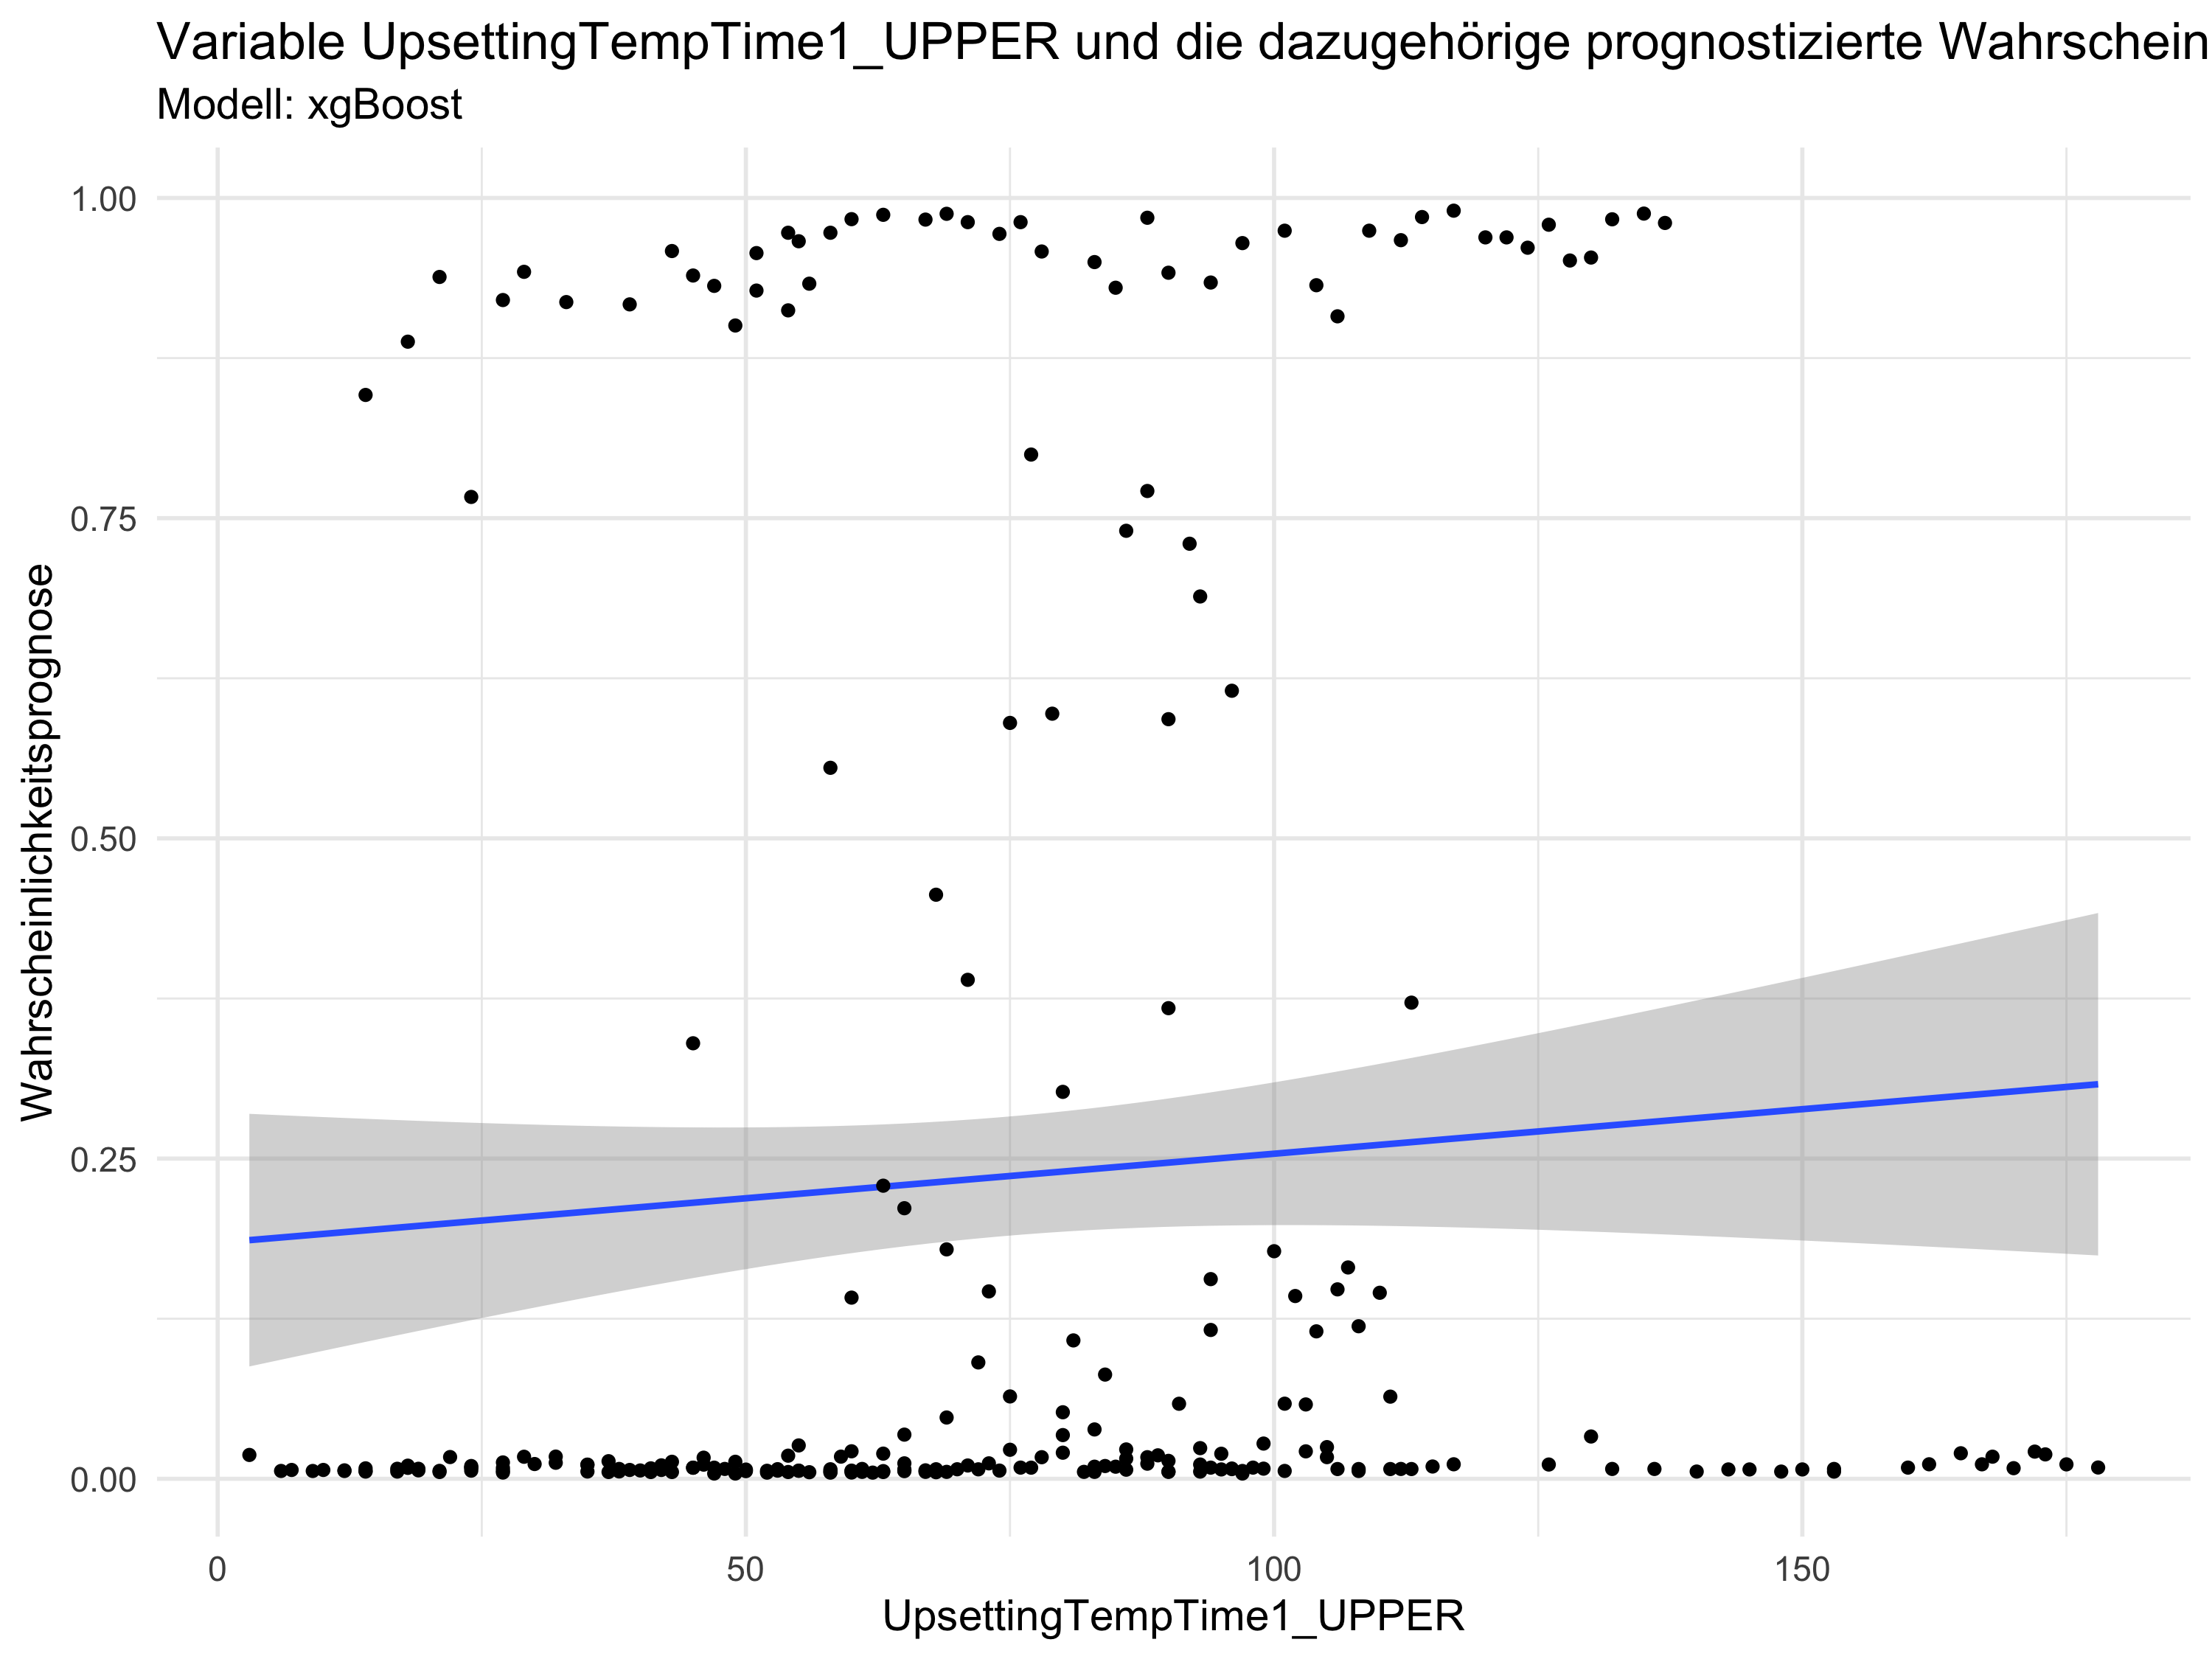 Variable UpsettingTempTime1_UPPER und die dazugehörige prognostizierte Wahrschein
Modell: xgBoost
1.00
0.75
0.50
0.25
0.00
Wahrscheinlichkeitsprognose
0 50 100 150
UpsettingTempTime1_UPPER